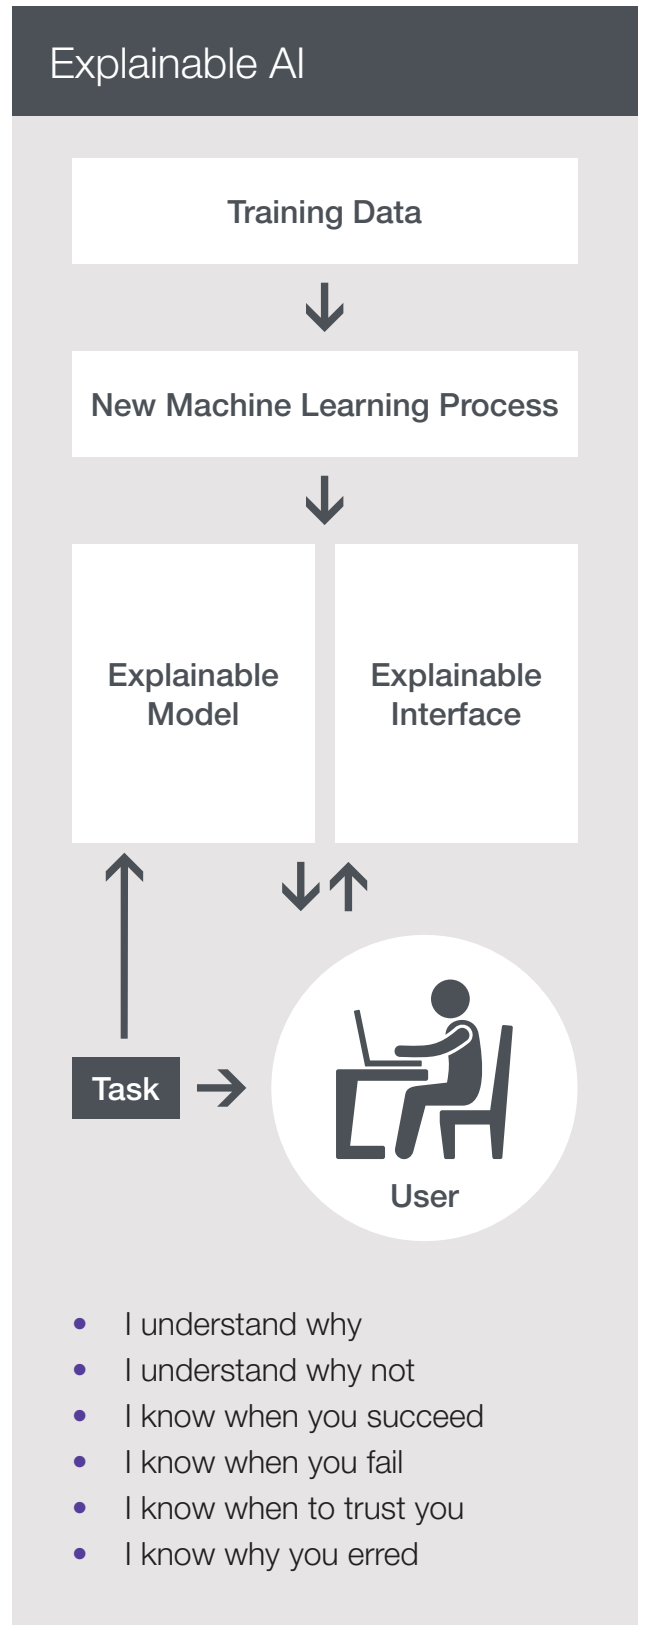 Explainable AI
Training Data
New Machine Learning Process
Explainable
Model
Explainable
Interface
Task
User
• I understand why
• I understand why not
• I know when you succeed
• I know when you fail
• I know when to trust you
• I know why you erred